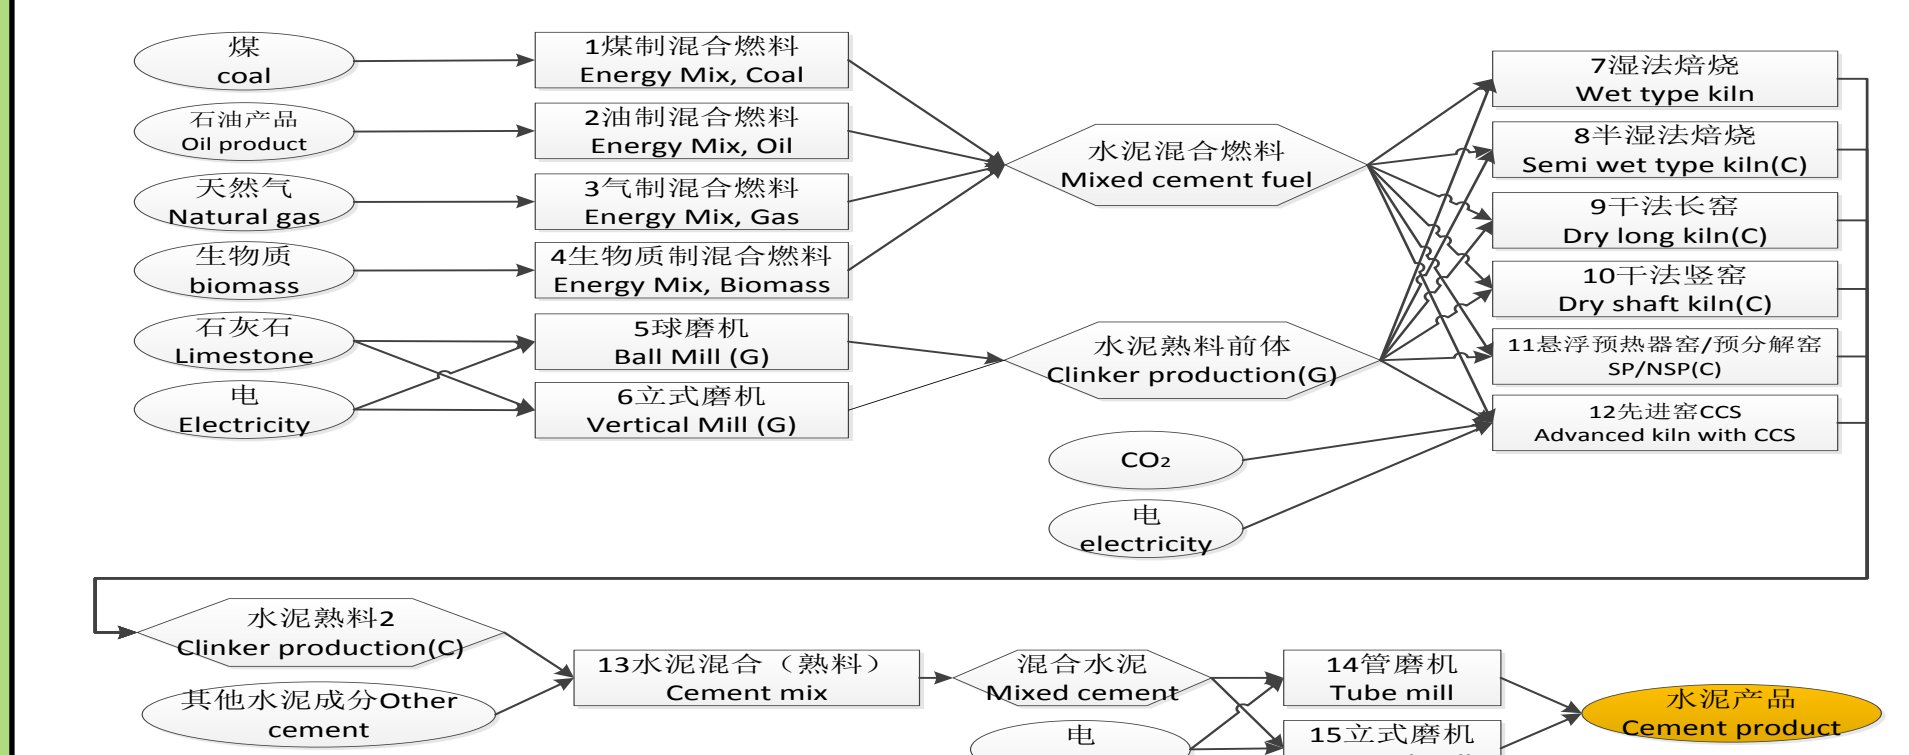 煤
coal
1煤制混合燃料
Energy Mix, Coal
石油产品
Oil product
2油制混合燃料
Energy Mix, Oil
天然气
Natural gas
3气制混合燃料
Energy Mix, Gas
生物质
biomass
4生物质制混合燃料
Energy Mix, Biomass
石灰石
Limestone
5球磨机
Ball Mill (G)
电
Electricity
6立式磨机
Vertical Mill (G)
水泥混合燃料
Mixed cement fuel
水泥熟料前体
Clinker production(G)
CO₂
电
electricity
7湿法焙烧
Wet type kiln
8半湿法焙烧
Semi wet type kiln(C)
9干法长窑
Dry long kiln(C)
10干法竖窑
Dry shaft kiln(C)
11悬浮预热器窑/预分解窑
SP/NSP(C)
12先进窑CCS
Advanced kiln with CCS
水泥熟料2
Clinker production(C)
其他水泥成分Other
cement
13水泥混合（熟料）
Cement mix
混合水泥
Mixed cement
电
14管磨机
Tube mill
15立式磨机
水泥产品
Cement product